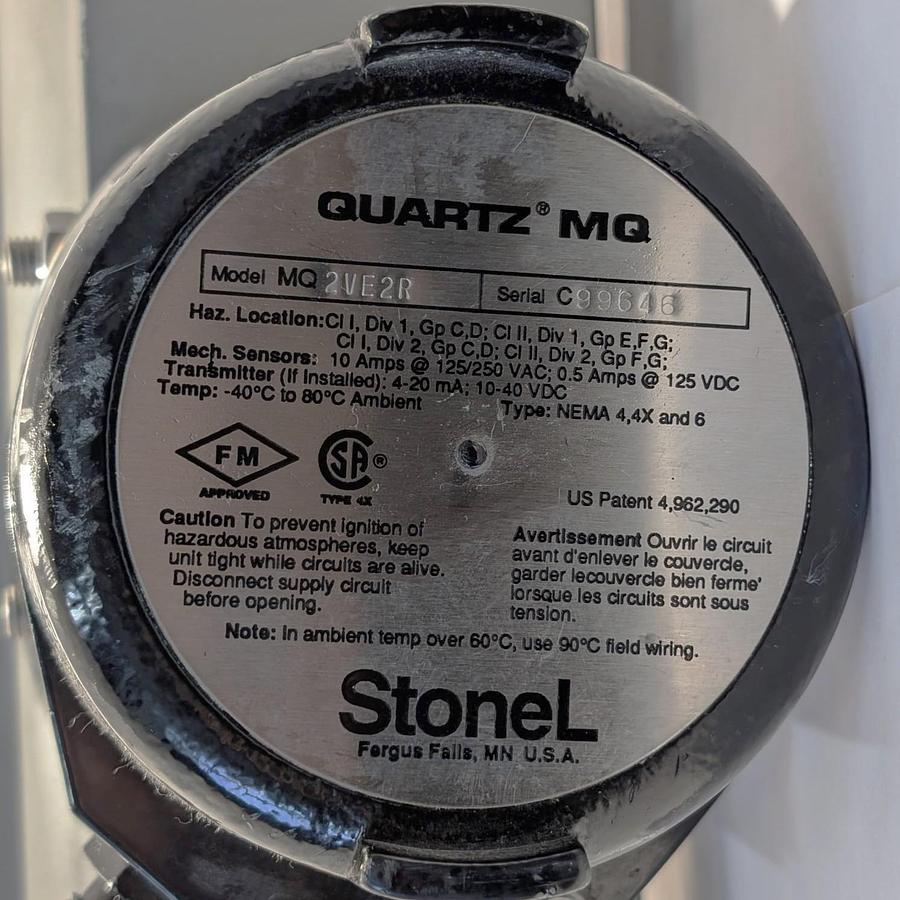 QUARTZ® MQ
Model MQ 2VE2R Serial C99646
Haz. Location: Cl I, Div 1, Gp C,D; Cl II, Div 1, Gp E,F,G;
Cl I, Div 2, Gp C,D; Cl II, Div 2, Gp F,G;
Mech. Sensors: 10 Amps @ 125/250 VAC; 0.5 Amps @ 125 VDC
Transmitter (If Installed): 4-20 mA; 10-40 VDC
Temp: -40°C to 80°C Ambient Type: NEMA 4,4X and 6
FM
APPROVED
CSA®
TYPE 4X
US Patent 4,962,290
Caution To prevent ignition of
hazardous atmospheres, keep
unit tight while circuits are alive.
Disconnect supply circuit
before opening.
Avertissement Ouvrir le circuit
avant d'enlever le couvercle,
garder lecouvercle bien ferme'
lorsque les circuits sont sous
tension.
Note: In ambient temp over 60°C, use 90°C field wiring.
StoneL
Fergus Falls, MN U.S.A.